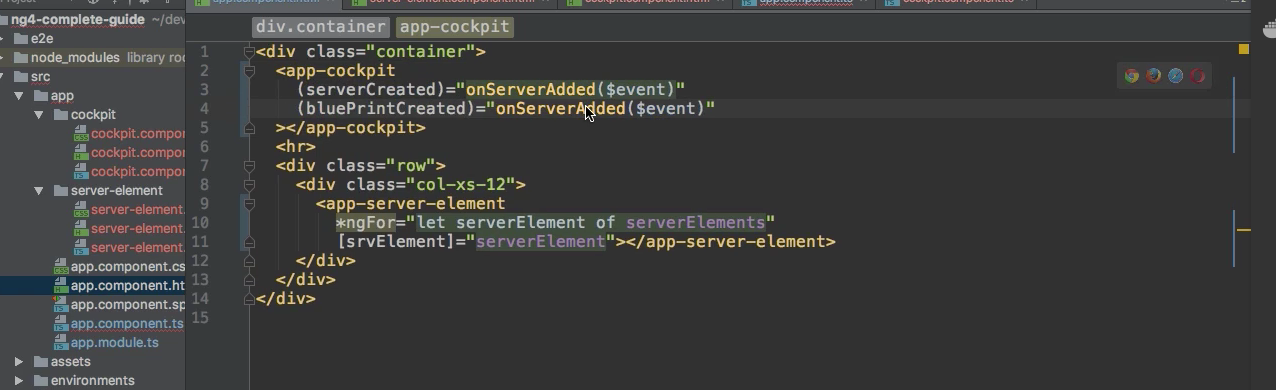 ng4-complete-guide ~/dev
e2e
node_modules library roo
src
app
cockpit
cockpit.compor
cockpit.compor
cockpit.compor
server-element
server-element.
server-element.
server-element.
app.component.cs
app.component.ht
app.component.sp
app.component.ts
app.module.ts
assets
environments
div.container app-cockpit
1 <div class="container">
2 <app-cockpit
3 (serverCreated)="onServerAdded($event)"
4 (bluePrintCreated)="onServerAdded($event)"
5 ></app-cockpit>
6 <hr>
7 <div class="row">
8 <div class="col-xs-12">
9 <app-server-element
10 *ngFor="let serverElement of serverElements"
11 [srvElement]="serverElement"></app-server-element>
12 </div>
13 </div>
14 </div>
15